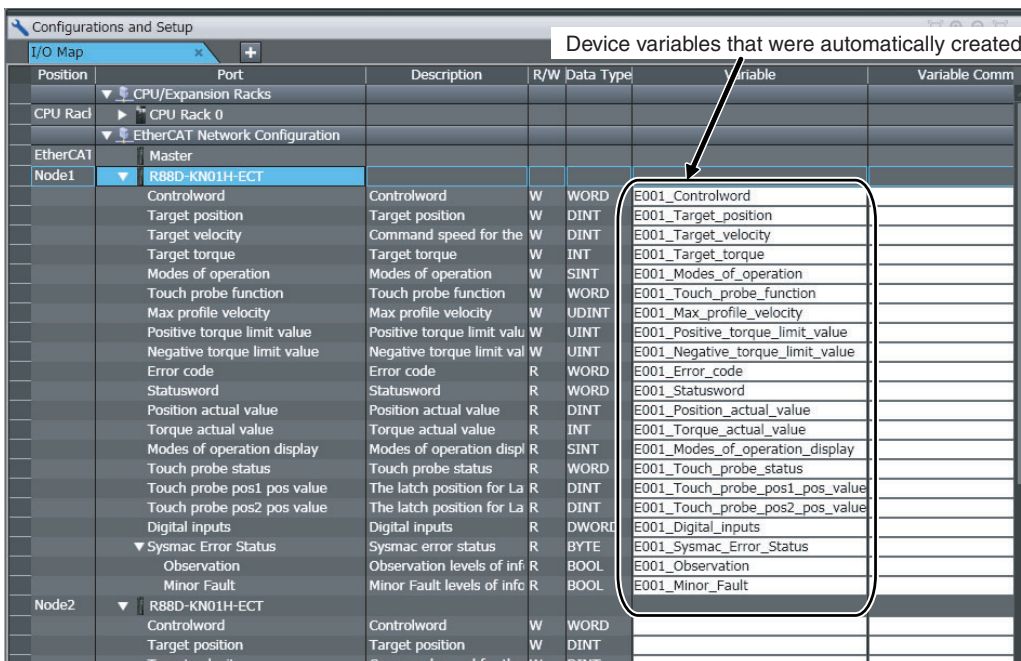 Configurations and Setup
I/O Map × +
Device variables that were automatically created
Position Port Description R/W Data Type Variable Variable Comm
CPU/Expansion Racks
CPU Rack CPU Rack 0
EtherCAT Network Configuration
EtherCAT Master
Node1 R88D-KN01H-ECT
Controlword Controlword W WORD E001_Controlword
Target position Target position W DINT E001_Target_position
Target velocity Command speed for the W DINT E001_Target_velocity
Target torque Target torque W INT E001_Target_torque
Modes of operation Modes of operation W SINT E001_Modes_of_operation
Touch probe function Touch probe function W WORD E001_Touch_probe_function
Max profile velocity Max profile velocity W UDINT E001_Max_profile_velocity
Positive torque limit value Positive torque limit valu W UINT E001_Positive_torque_limit_value
Negative torque limit value Negative torque limit val W UINT E001_Negative_torque_limit_value
Error code Error code R WORD E001_Error_code
Statusword Statusword R WORD E001_Statusword
Position actual value Position actual value R DINT E001_Position_actual_value
Torque actual value Torque actual value R INT E001_Torque_actual_value
Modes of operation display Modes of operation displ R SINT E001_Modes_of_operation_display
Touch probe status Touch probe status R WORD E001_Touch_probe_status
Touch probe pos1 pos value The latch position for La R DINT E001_Touch_probe_pos1_pos_value
Touch probe pos2 pos value The latch position for La R DINT E001_Touch_probe_pos2_pos_value
Digital inputs Digital inputs R DWORD E001_Digital_inputs
Sysmac Error Status Sysmac error status R BYTE E001_Sysmac_Error_Status
Observation Observation levels of inf R BOOL E001_Observation
Minor Fault Minor Fault levels of info R BOOL E001_Minor_Fault
Node2 R88D-KN01H-ECT
Controlword Controlword W WORD
Target position Target position W DINT